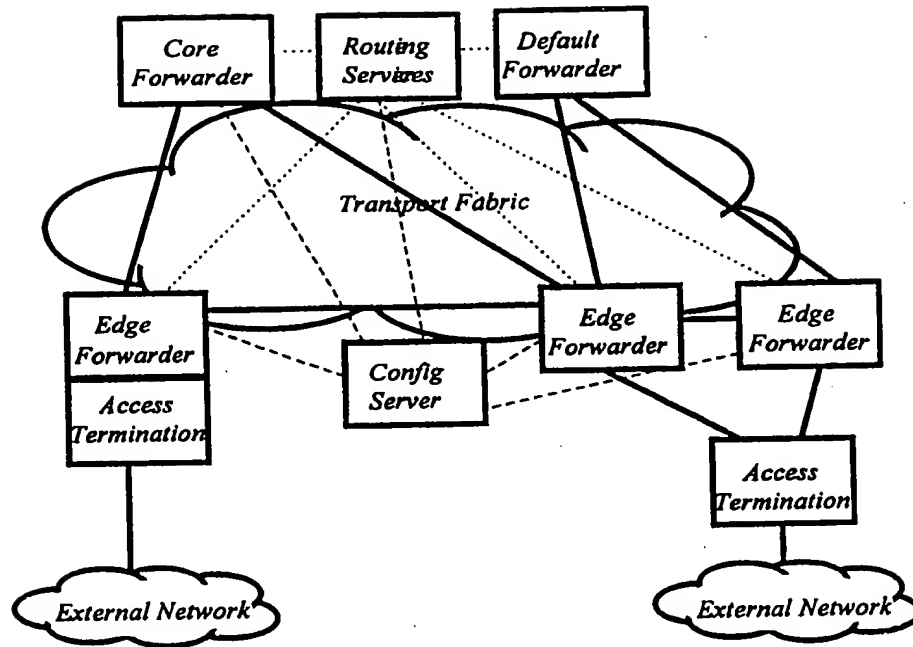 Core
Forwarder
Routing
Services
Default
Forwarder
Transport Fabric
Edge
Forwarder
Edge
Forwarder
Edge
Forwarder
Config
Server
Access
Termination
Access
Termination
External Network
External Network